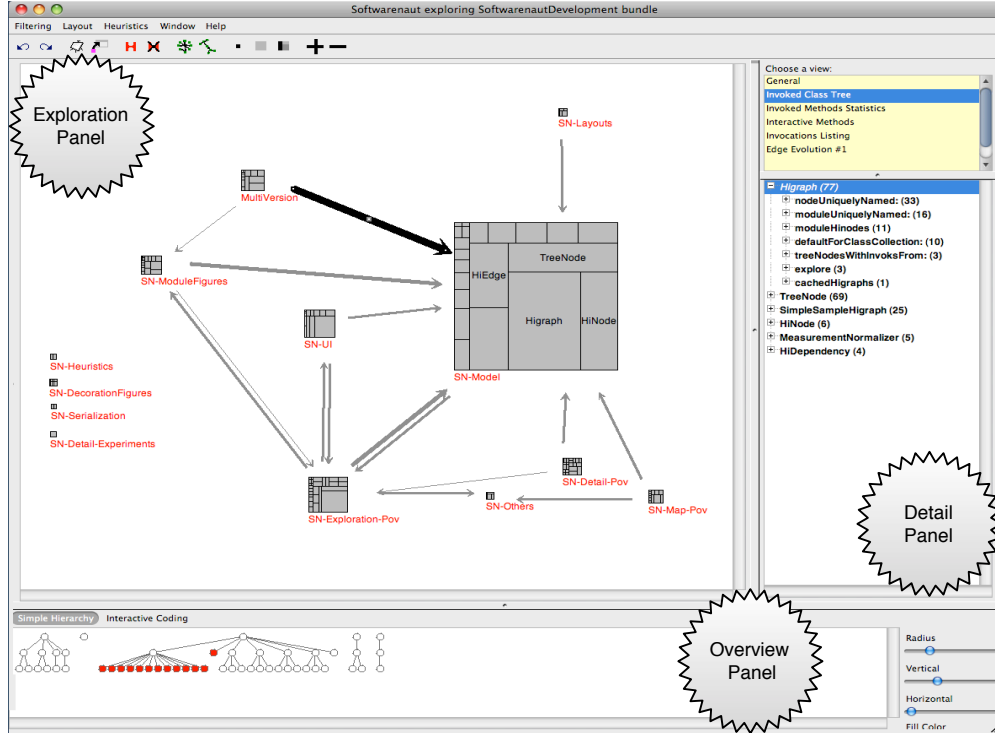 Softwarenaut exploring SoftwarenautDevelopment bundle
Filtering Layout Heuristics Window Help
H
Exploration
Panel
SN-Layouts
MultiVersion
SN-ModuleFigures
HiEdge
TreeNode
Higraph
HiNode
SN-UI
SN-Model
SN-Heuristics
SN-DecorationFigures
SN-Serialization
SN-Detail-Experiments
SN-Detail-Pov
SN-Exploration-Pov
SN-Others
SN-Map-Pov
Choose a view:
General
Invoked Class Tree
Invoked Methods Statistics
Interactive Methods
Invocations Listing
Edge Evolution #1
Higraph (77)
nodeUniquelyNamed: (33)
moduleUniquelyNamed: (16)
moduleHinodes (11)
defaultForClassCollection: (10)
treeNodesWithInvoksFrom: (3)
explore (3)
cachedHigraphs (1)
TreeNode (69)
SimpleSampleHigraph (25)
HiNode (6)
MeasurementNormalizer (5)
HiDependency (4)
Detail
Panel
Simple Hierarchy Interactive Coding
Overview
Panel
Radius
Vertical
Horizontal
Fill Color